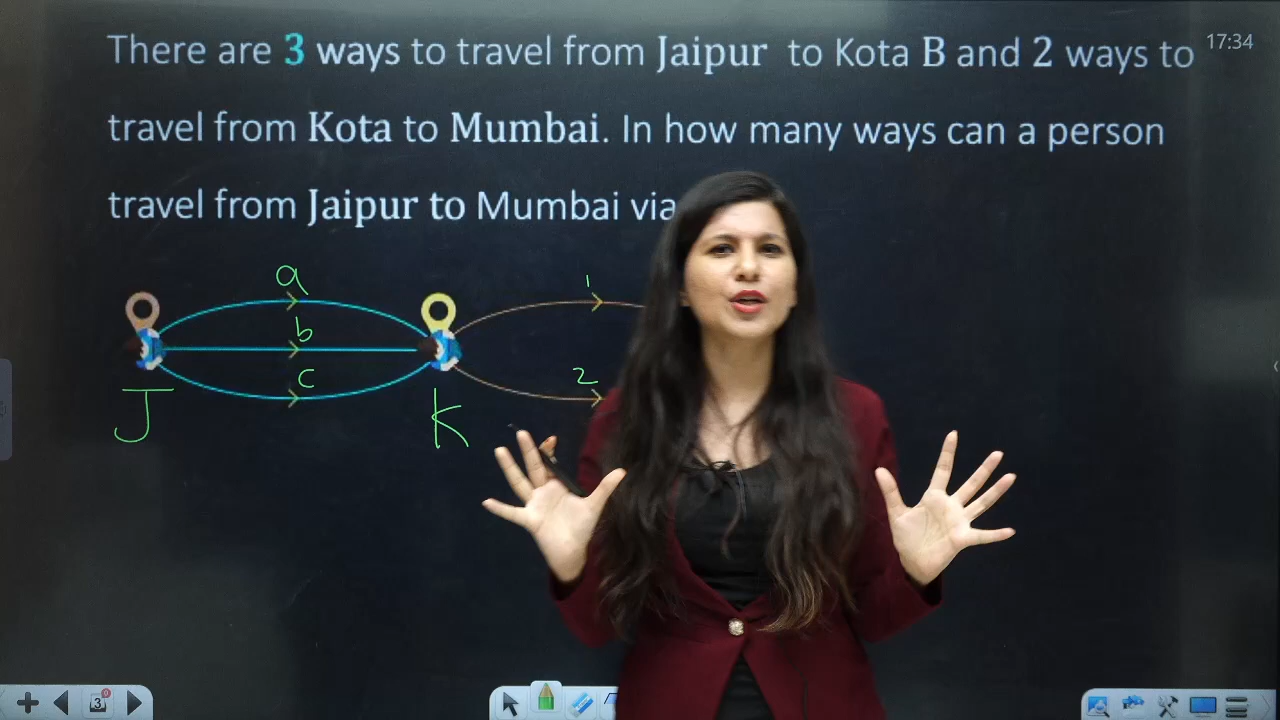 There are 3 ways to travel from Jaipur to Kota B and 2 ways to
17:34
travel from Kota to Mumbai. In how many ways can a person
travel from Jaipur to Mumbai via
a
1
b
c
2
J
K
3